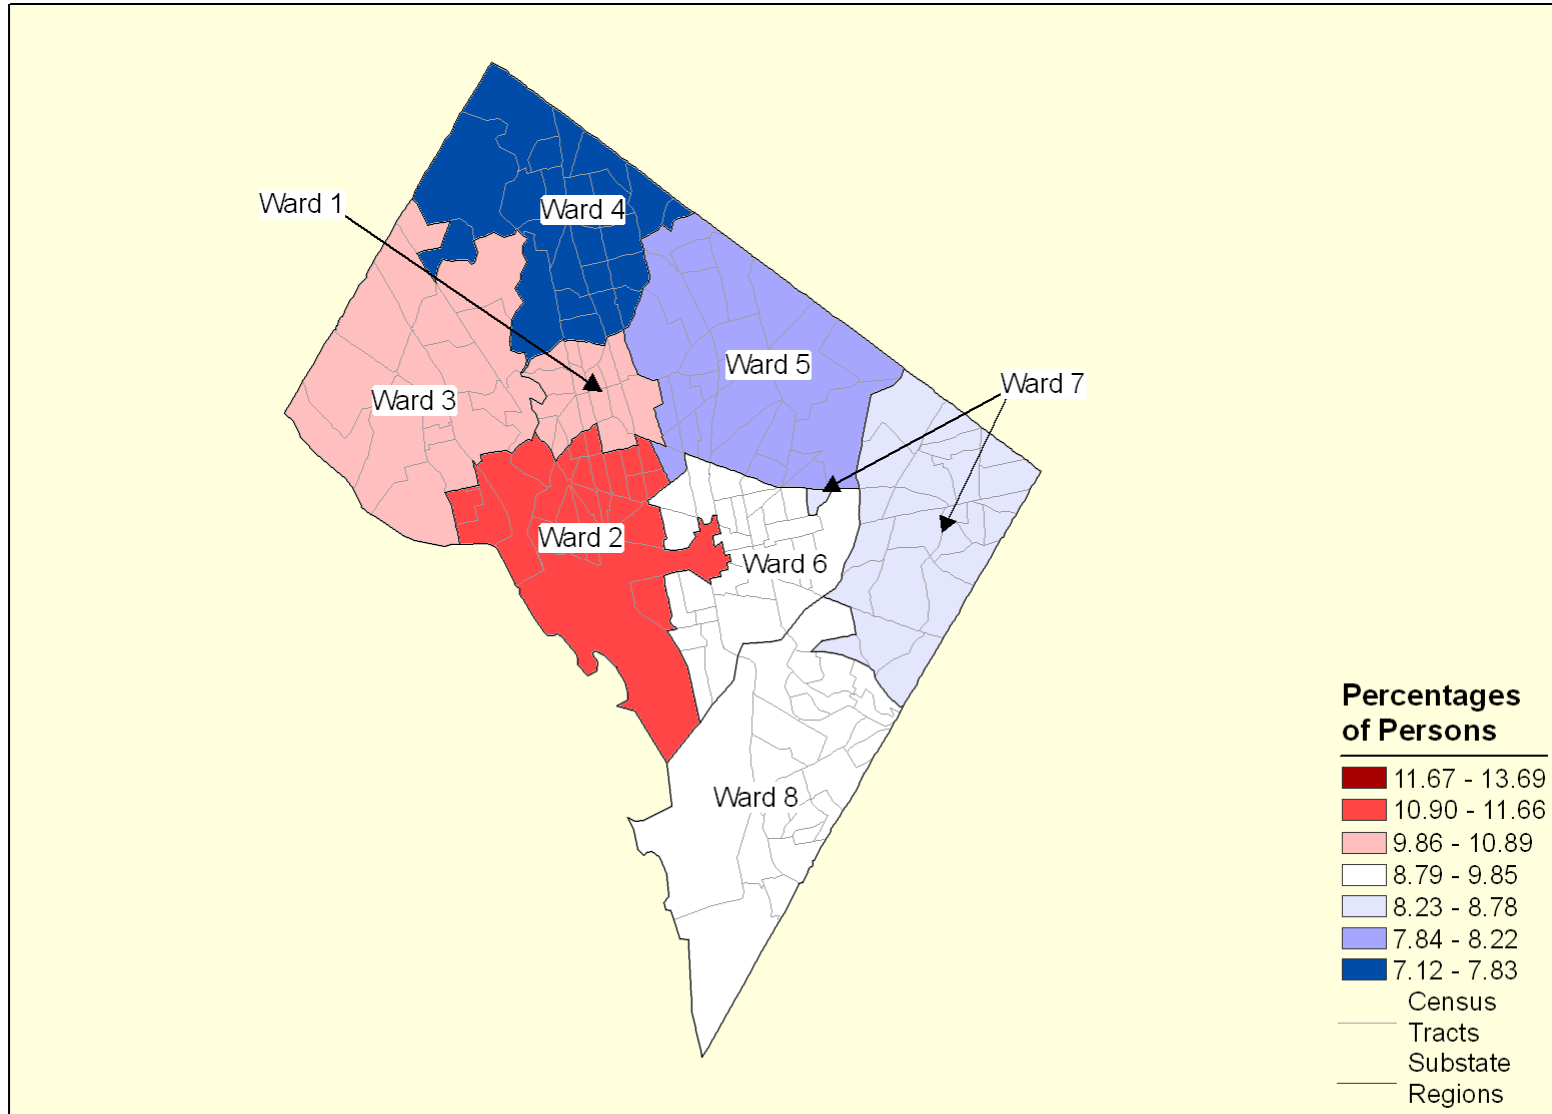 Ward 1
Ward 4
Ward 5
Ward 7
Ward 3
Ward 2
Ward 6
Ward 8
Percentages
of Persons
11.67 - 13.69
10.90 - 11.66
9.86 - 10.89
8.79 - 9.85
8.23 - 8.78
7.84 - 8.22
7.12 - 7.83
Census
Tracts
Substate
Regions